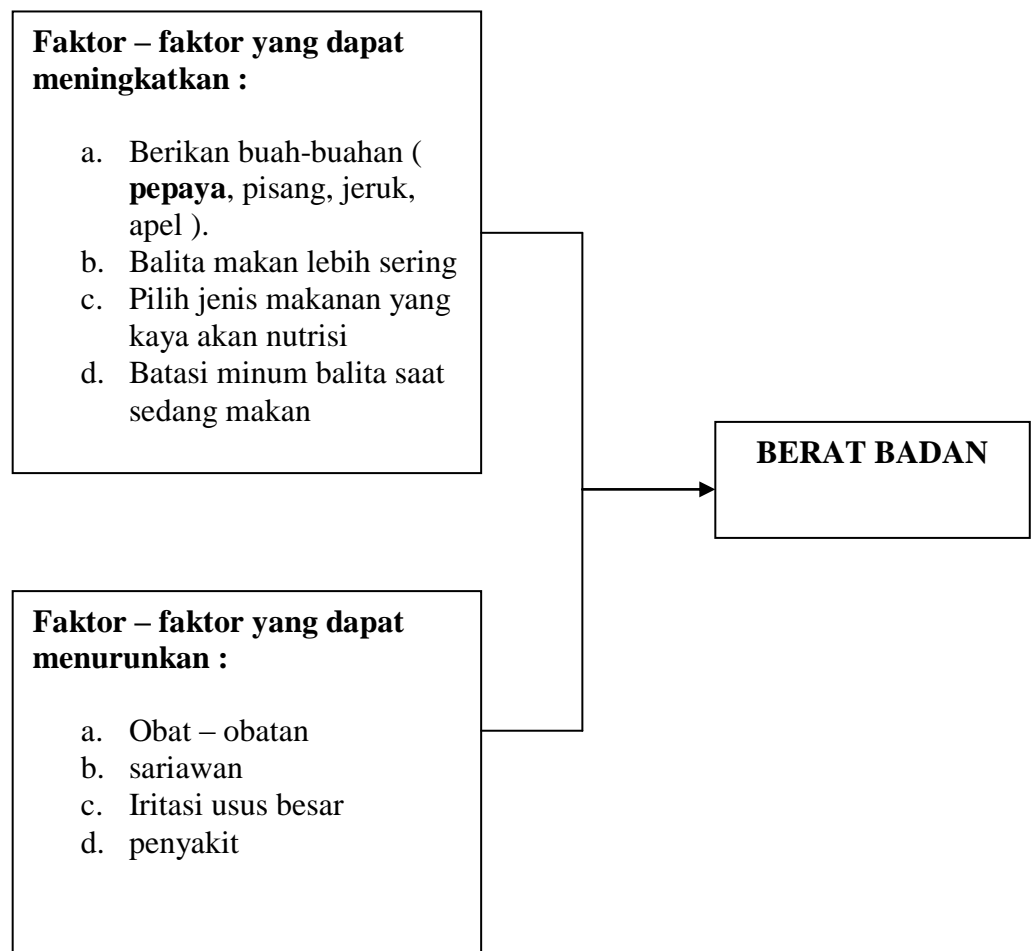 Faktor – faktor yang dapat
meningkatkan :
a. Berikan buah-buahan (
pepaya, pisang, jeruk,
apel ).
b. Balita makan lebih sering
c. Pilih jenis makanan yang
kaya akan nutrisi
d. Batasi minum balita saat
sedang makan
BERAT BADAN
Faktor – faktor yang dapat
menurunkan :
a. Obat – obatan
b. sariawan
c. Iritasi usus besar
d. penyakit